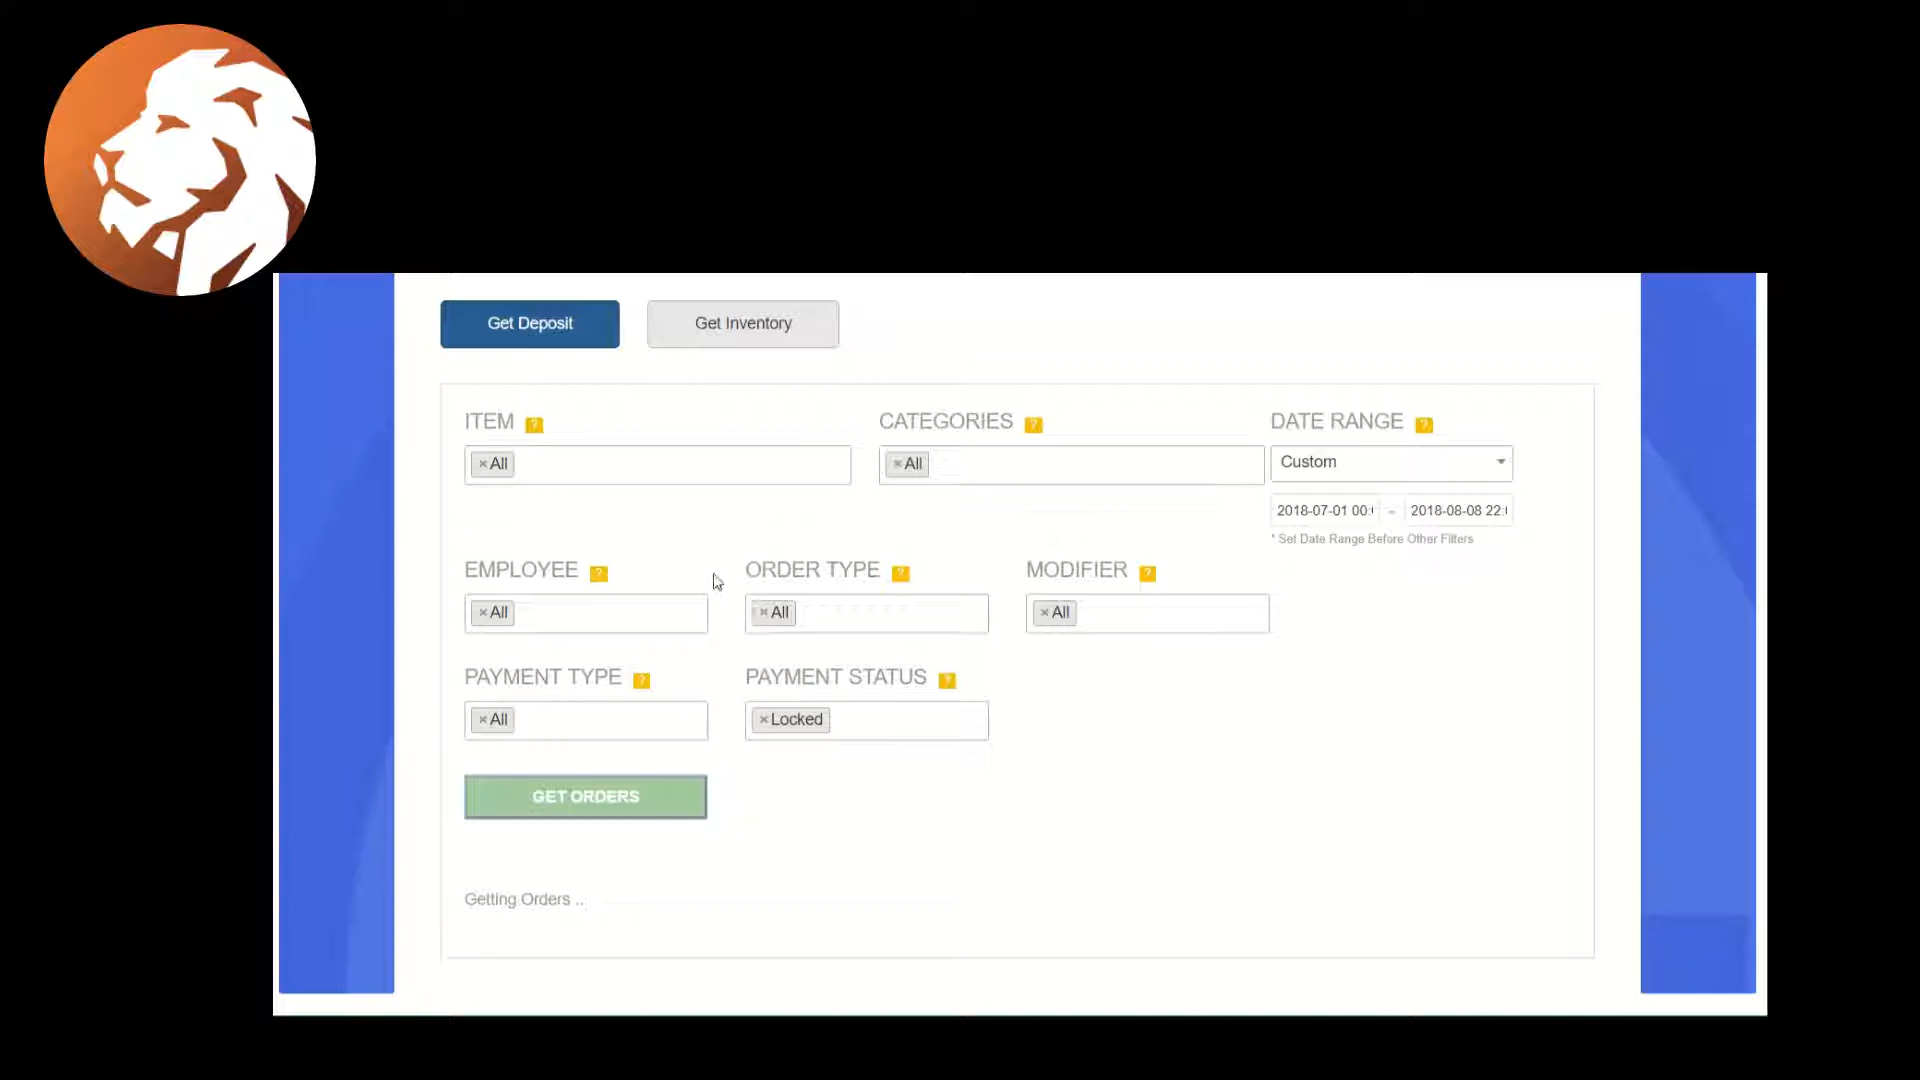 Get Deposit
Get Inventory
ITEM ?
CATEGORIES ?
DATE RANGE ?
× All
× All
Custom
2018-07-01 00: - 2018-08-08 22:
* Set Date Range Before Other Filters
EMPLOYEE ?
ORDER TYPE ?
MODIFIER ?
× All
× All
× All
PAYMENT TYPE ?
PAYMENT STATUS ?
× All
× Locked
GET ORDERS
Getting Orders ..